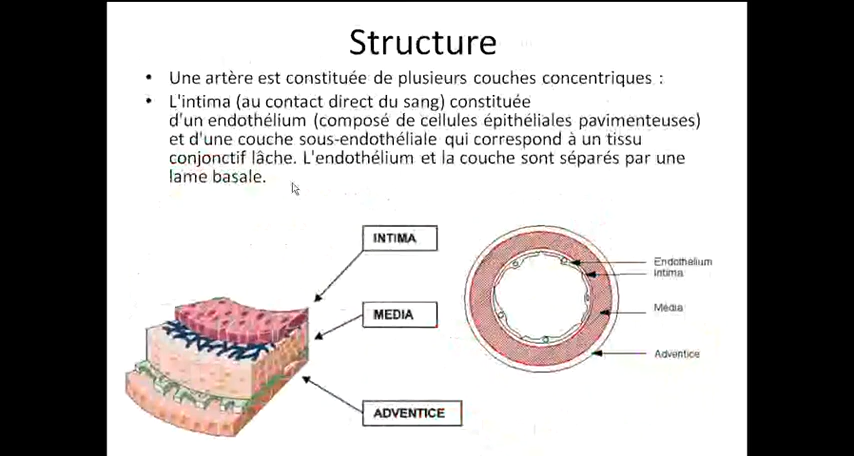 Structure
• Une artère est constituée de plusieurs couches concentriques :
• L'intima (au contact direct du sang) constituée
d'un endothélium (composé de cellules épithéliales pavimenteuses)
et d'une couche sous-endothéliale qui correspond à un tissu
conjonctif lâche. L'endothélium et la couche sont séparés par une
lame basale.
INTIMA
MEDIA
ADVENTICE
Endothelium
Intima
Média
Adventice